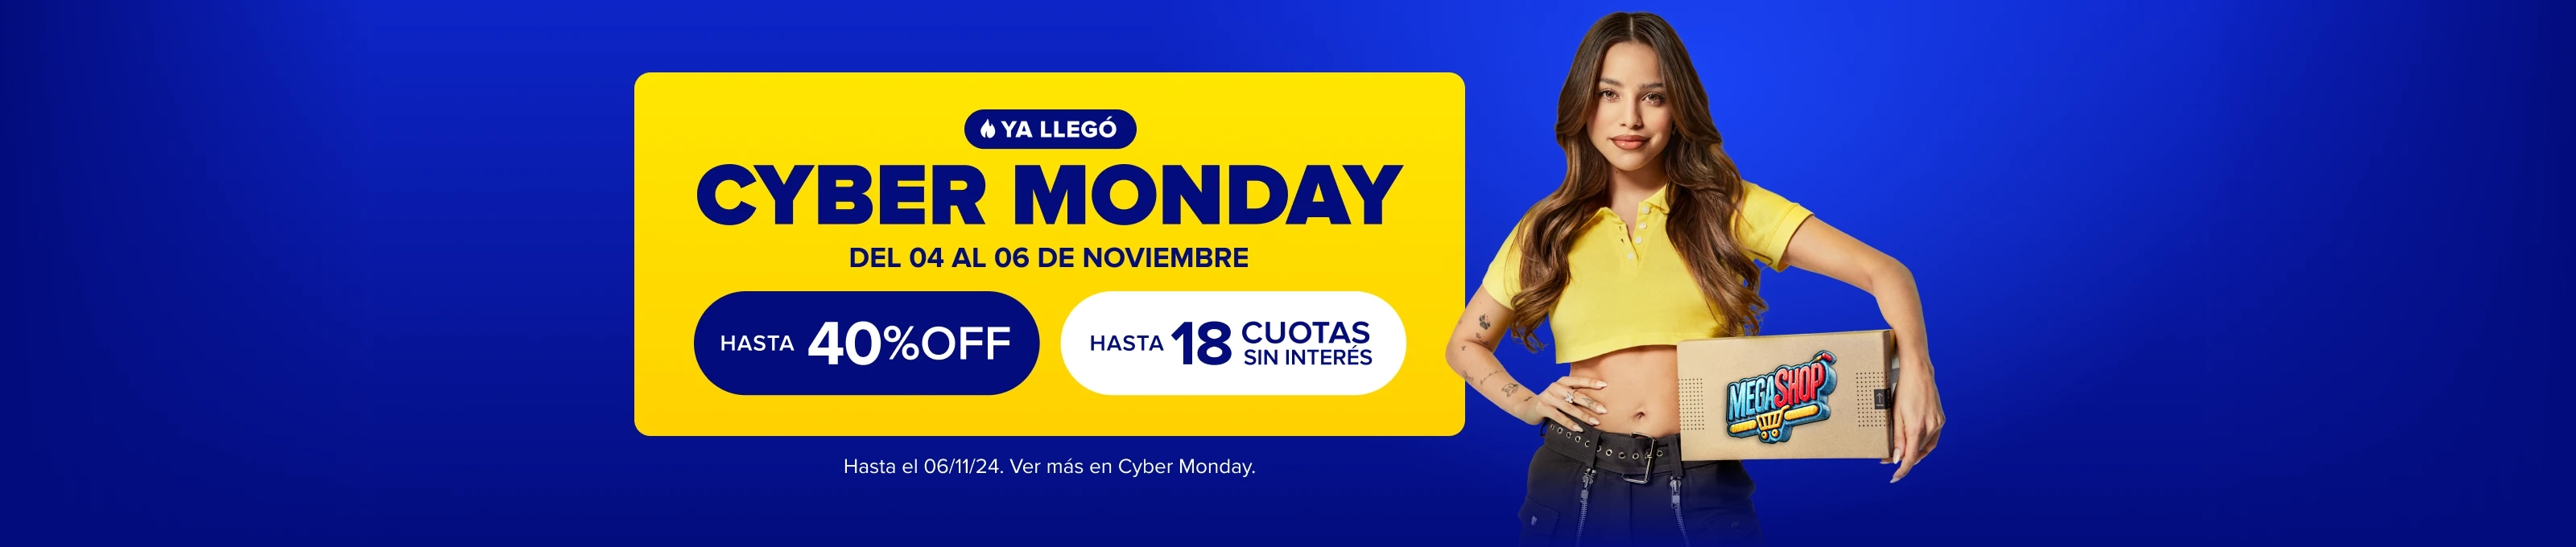 YA LLEGÓ
CYBER MONDAY
DEL 04 AL 06 DE NOVIEMBRE
HASTA 40%OFF
HASTA 18 CUOTAS
SIN INTERÉS
Hasta el 06/11/24. Ver más en Cyber Monday.
MEGASHOP